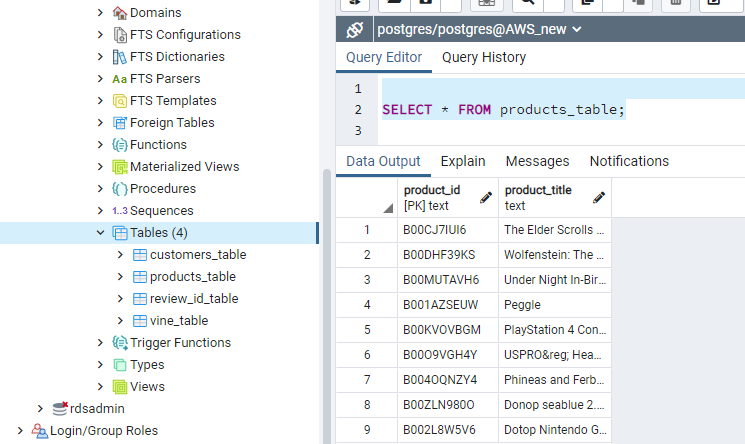 Domains
FTS Configurations
FTS Dictionaries
Aa FTS Parsers
FTS Templates
Foreign Tables
Functions
Materialized Views
Procedures
1..3 Sequences
Tables (4)
customers_table
products_table
review_id_table
vine_table
Trigger Functions
Types
Views
rdsadmin
Login/Group Roles
postgres/postgres@AWS_new
Query Editor Query History
1
2 SELECT * FROM products_table;
3
Data Output Explain Messages Notifications
product_id product_title
[PK] text text
1 B00CJ7IUI6 The Elder Scrolls ...
2 B00DHF39KS Wolfenstein: The ...
3 B00MUTAVH6 Under Night In-Bir...
4 B001AZSEUW Peggle
5 B00KVOVBGM PlayStation 4 Con...
6 B00O9VGH4Y USPRO&reg; Hea...
7 B004OQNZY4 Phineas and Ferb...
8 B00ZLN980O Donop seablue 2....
9 B002L8W5V6 Dotop Nintendo G...